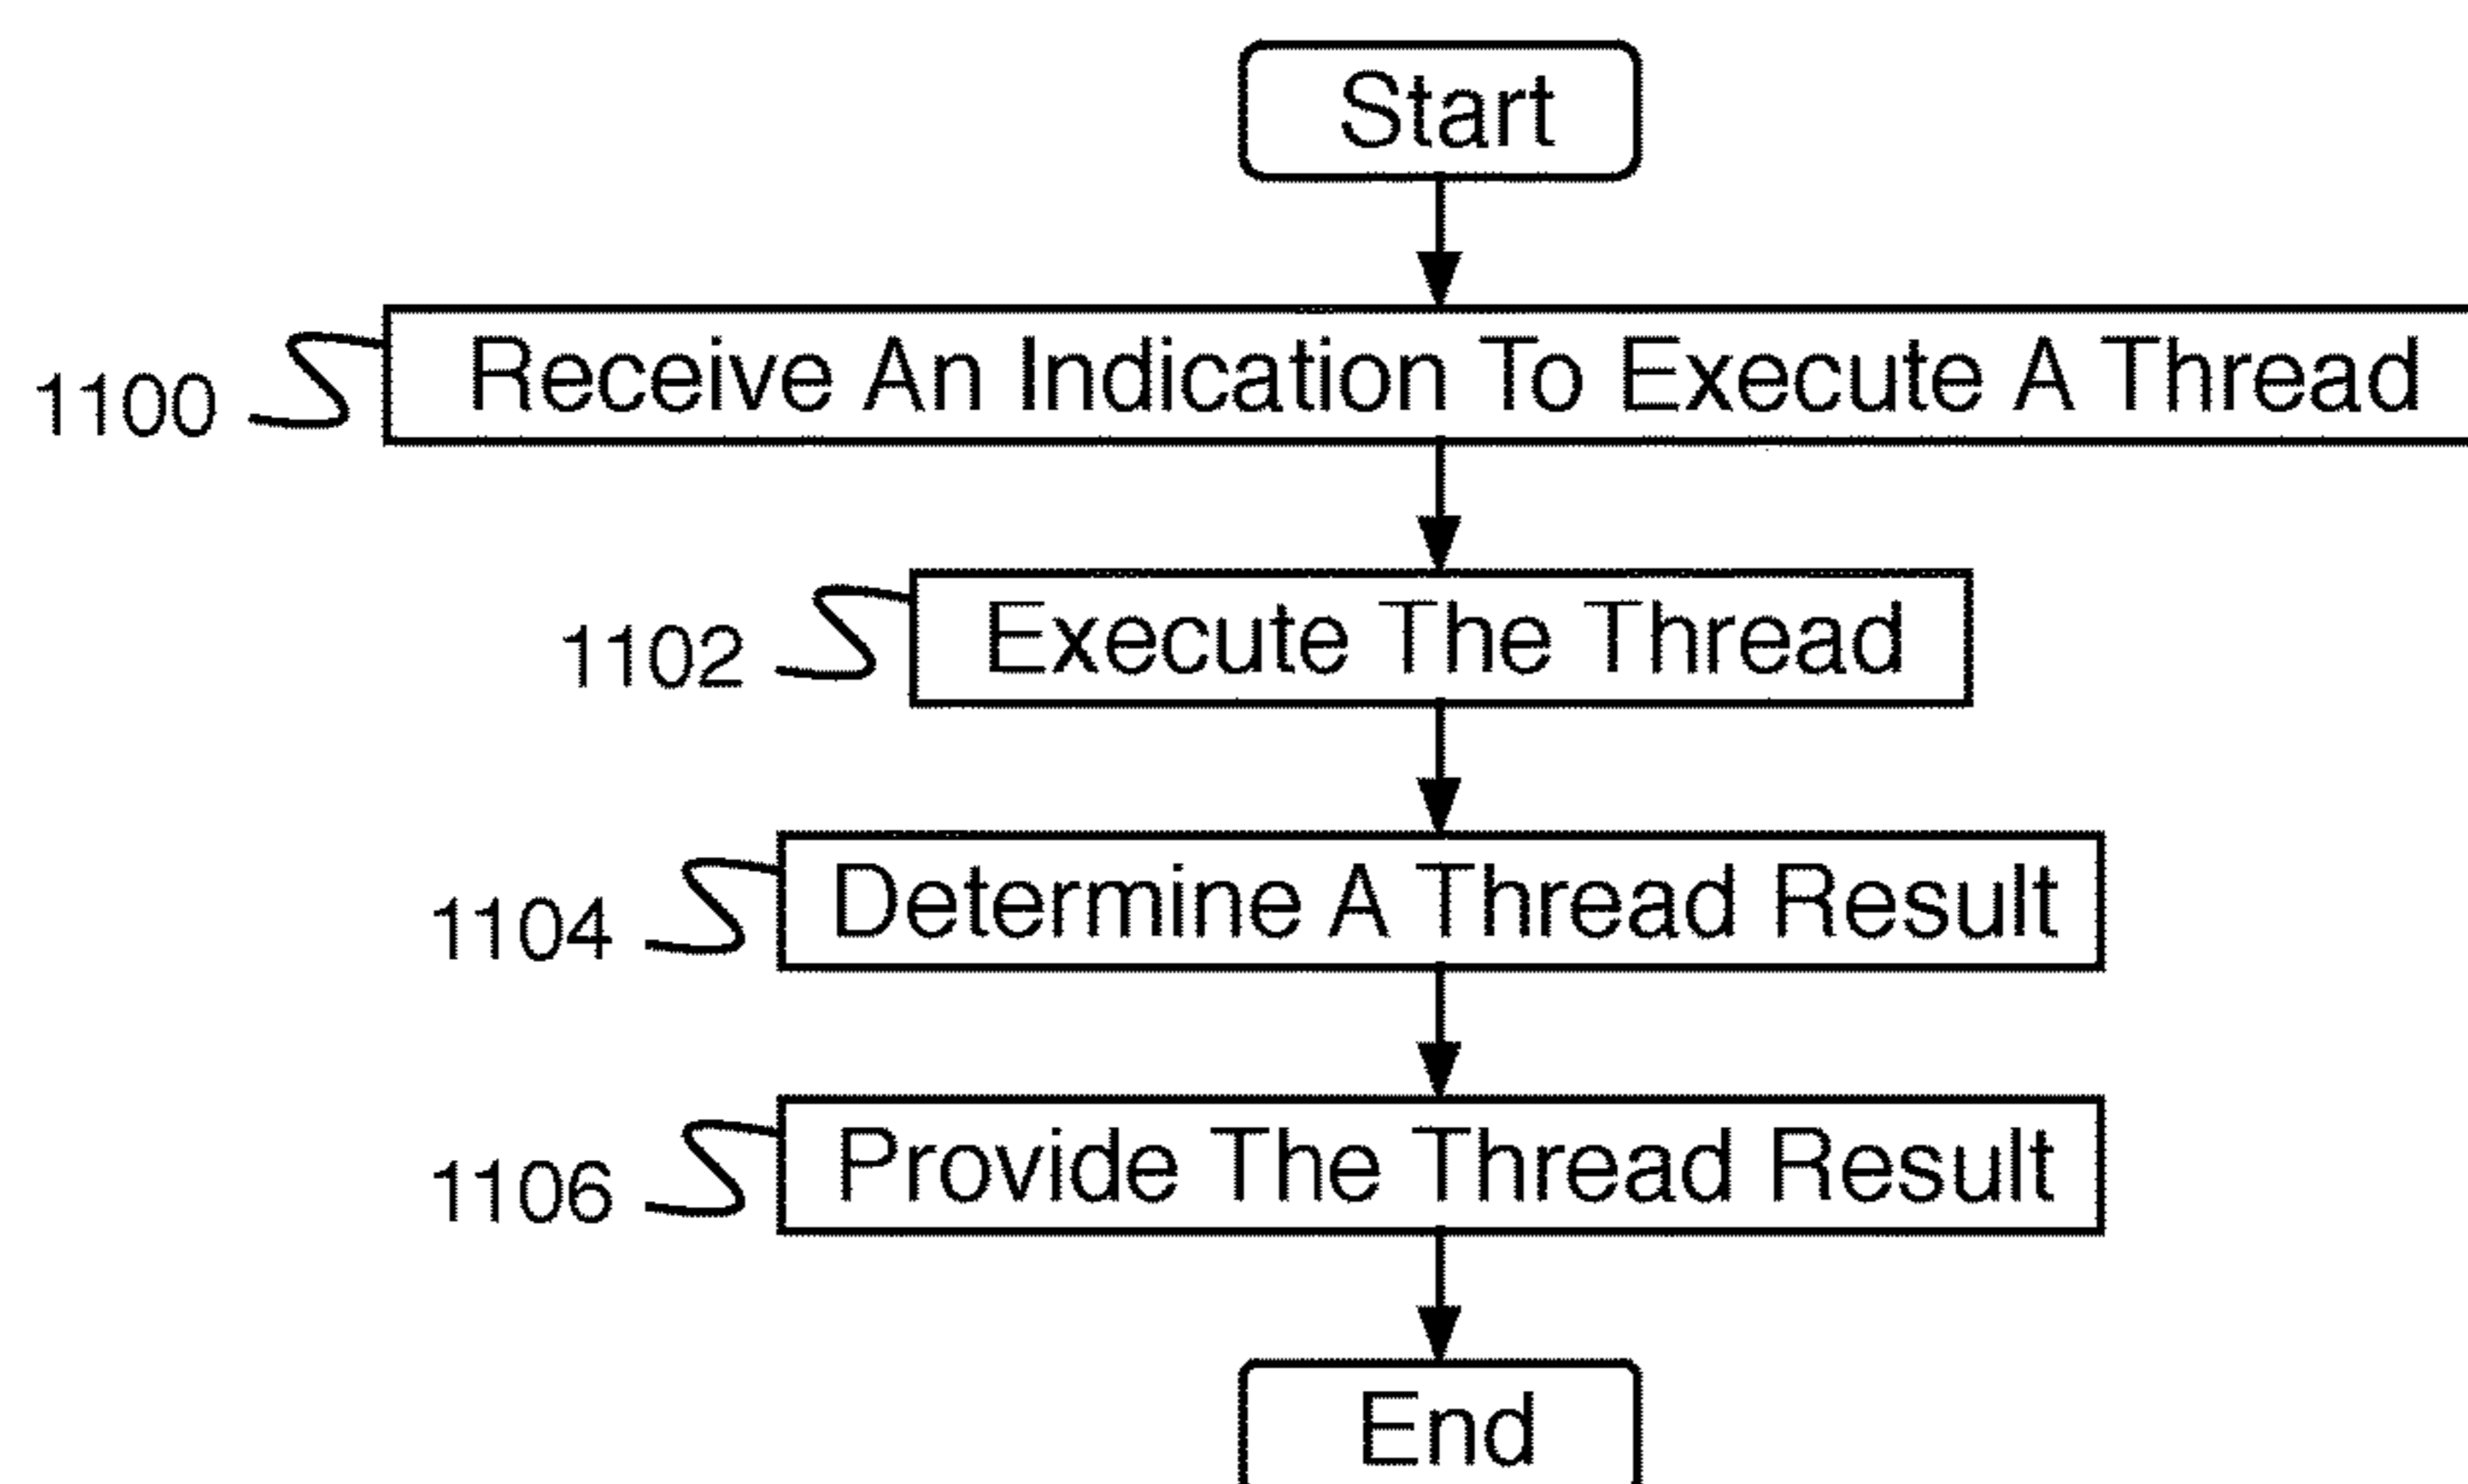 Start
1100 Receive An Indication To Execute A Thread
1102 Execute The Thread
1104 Determine A Thread Result
1106 Provide The Thread Result
End